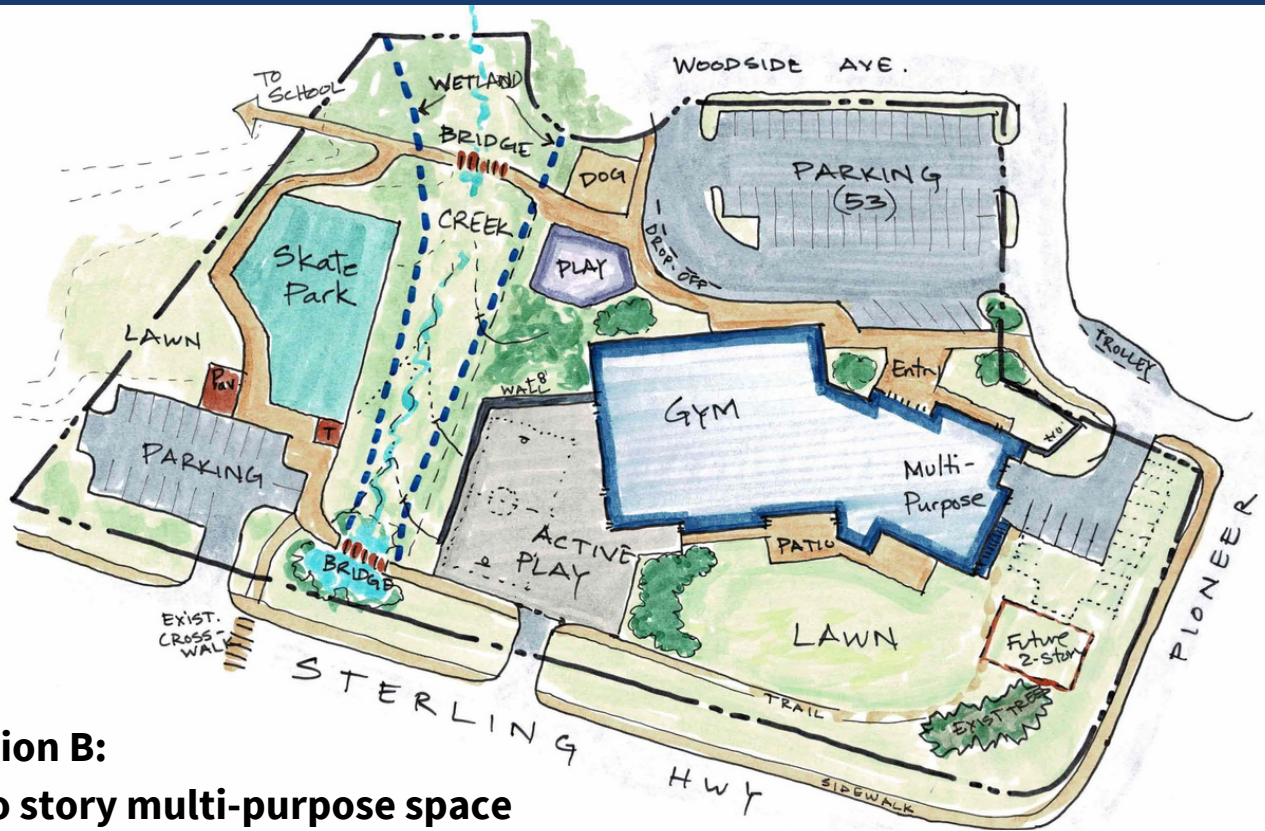 WOODSIDE AVE.
TO
SCHOOL
WETLAND
BRIDGE
DOG
PARKING
(53)
CREEK
DROP-OFF
Skate
Park
PLAY
LAWN
TROLLEY
Pav.
Entry
WALL
GYM
T
PARKING
Multi-
Purpose
ACTIVE
PLAY
PATIO
BRIDGE
PIONEER
EXIST.
CROSS-
WALK
LAWN
Future
2-Story
STERLING HWY
TRAIL
EXIST TREE
SIDEWALK
ion B:
o story multi-purpose space